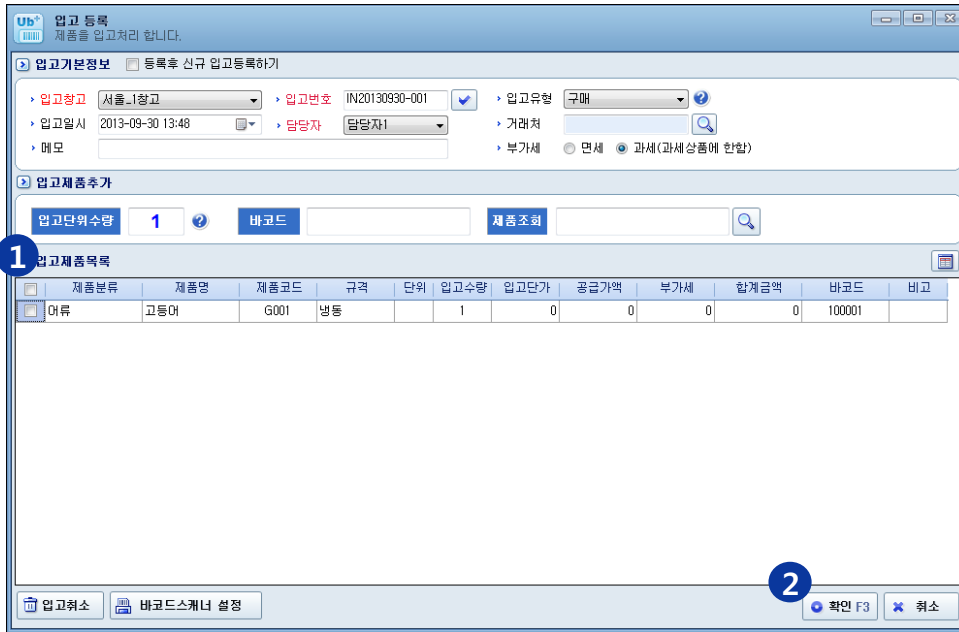 Ub+ 입고 등록
제품을 입고처리 합니다.
입고기본정보 등록후 신규 입고등록하기
입고창고 서울_1창고 입고번호 IN20130930-001 입고유형 구매 ?
입고일시 2013-09-30 13:48 담당자 담당자1 거래처
메모 부가세 면세 과세(과세상품에 한함)
입고제품추가
입고단위수량 1 ? 바코드 제품조회
1 입고제품목록
제품분류 제품명 제품코드 규격 단위 입고수량 입고단가 공급가액 부가세 합계금액 바코드 비고
어류 고등어 G001 냉동 1 0 0 0 0 100001
2
입고취소 바코드스캐너 설정 확인 F3 취소